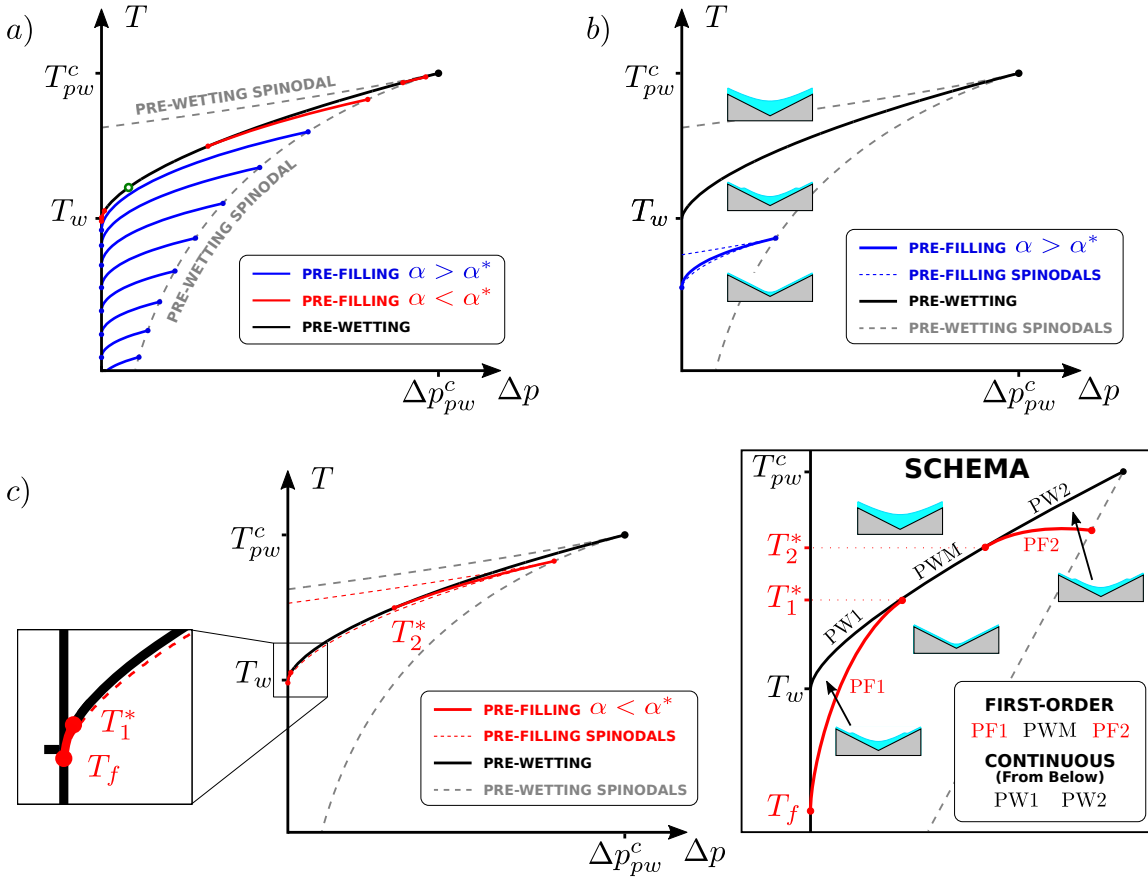 a)
T
T^c_{pw}
PRE-WETTING SPINODAL
PRE-WETTING SPINODAL
T_w
PRE-FILLING α > α*
PRE-FILLING α < α*
PRE-WETTING
Δp^c_{pw}
Δp
b)
T
T^c_{pw}
T_w
PRE-FILLING α > α*
PRE-FILLING SPINODALS
PRE-WETTING
PRE-WETTING SPINODALS
Δp^c_{pw}
Δp
c)
T
T^c_{pw}
T^*_2
T_w
T^*_1
T_f
PRE-FILLING α < α*
PRE-FILLING SPINODALS
PRE-WETTING
PRE-WETTING SPINODALS
Δp^c_{pw}
Δp
SCHEMA
T^c_{pw}
PW2
T^*_2
PF2
PWM
T^*_1
PW1
T_w
PF1
T_f
FIRST-ORDER
PF1 PWM PF2
CONTINUOUS
(From Below)
PW1 PW2